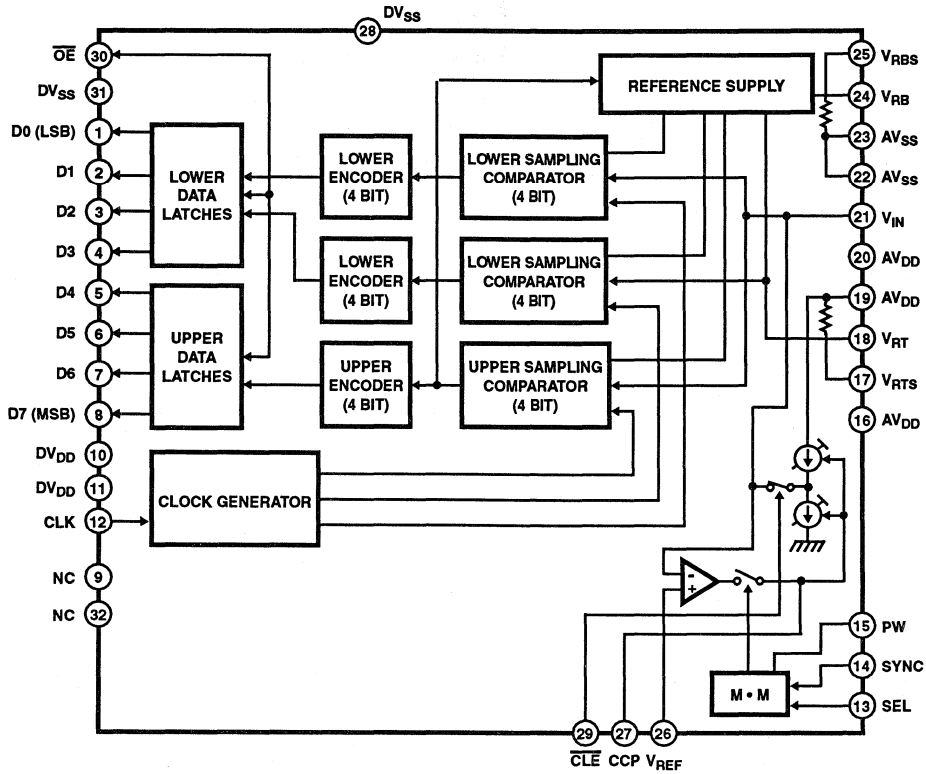 DVSS
28
OE
30
DVSS
31
D0 (LSB)
1
D1
2
D2
3
D3
4
D4
5
D5
6
D6
7
D7 (MSB)
8
DVDD
10
DVDD
11
CLK
12
NC
9
NC
32
LOWER
DATA
LATCHES
UPPER
DATA
LATCHES
CLOCK GENERATOR
LOWER
ENCODER
(4 BIT)
LOWER
ENCODER
(4 BIT)
UPPER
ENCODER
(4 BIT)
REFERENCE SUPPLY
LOWER SAMPLING
COMPARATOR
(4 BIT)
LOWER SAMPLING
COMPARATOR
(4 BIT)
UPPER SAMPLING
COMPARATOR
(4 BIT)
25
VRBS
24
VRB
23
AVSS
22
AVSS
21
VIN
20
AVDD
19
AVDD
18
VRT
17
VRTS
16
AVDD
-
+
M • M
15
PW
14
SYNC
13
SEL
29
27
26
CLE
CCP
VREF